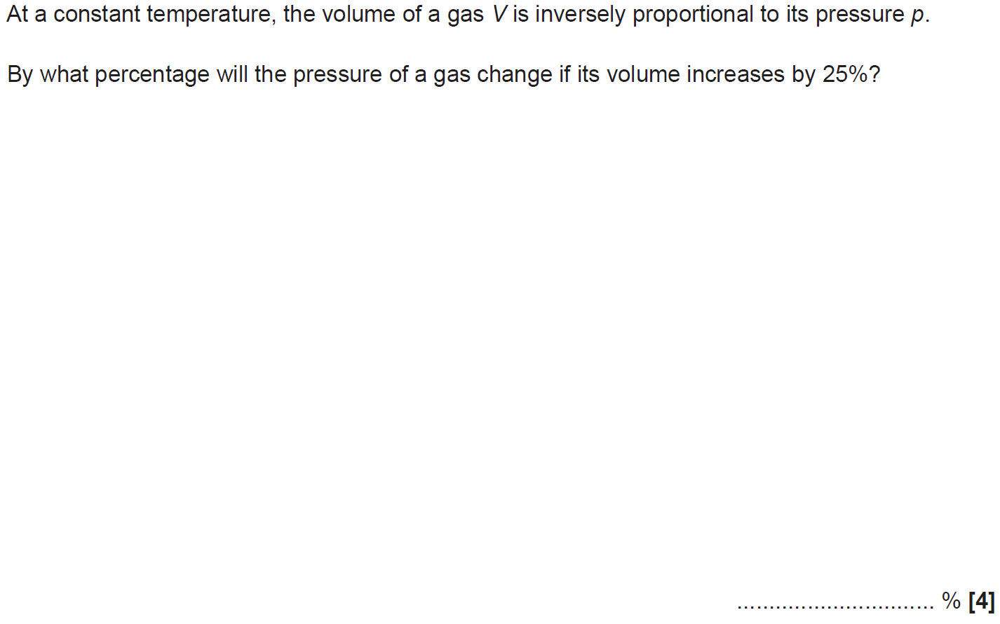 At a constant temperature, the volume of a gas V is inversely proportional to its pressure p.
By what percentage will the pressure of a gas change if its volume increases by 25%?
............................... % [4]